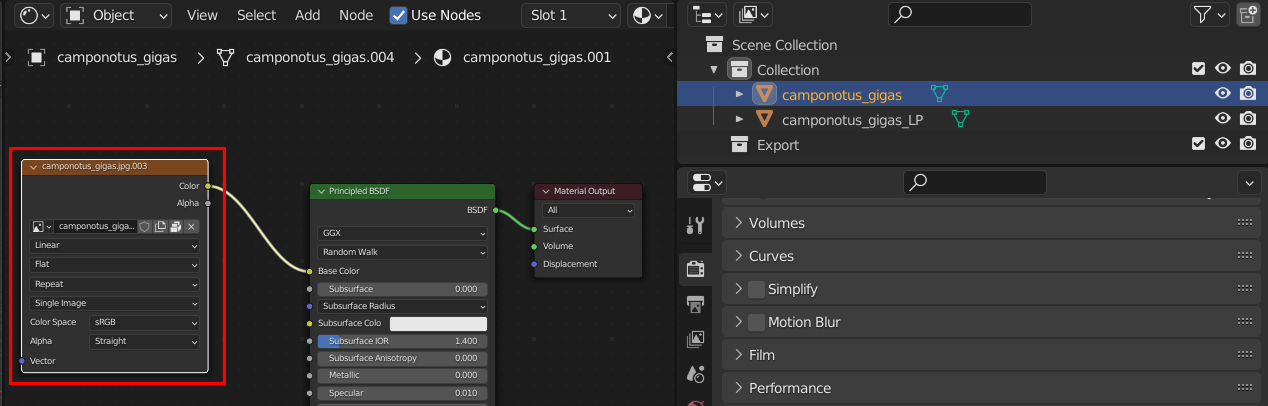 Object View Select Add Node Use Nodes Slot 1
camponotus_gigas > camponotus_gigas.004 > camponotus_gigas.001
camponotus_gigas.jpg.003
Color
Alpha
camponotus_giga...
Linear
Flat
Repeat
Single Image
Color Space sRGB
Alpha Straight
Vector
Principled BSDF
BSDF
GGX
Random Walk
Base Color
Subsurface 0.000
Subsurface Radius
Subsurface Colo
Subsurface IOR 1.400
Subsurface Anisotropy 0.000
Metallic 0.000
Specular 0.010
Material Output
All
Surface
Volume
Displacement
Scene Collection
Collection
camponotus_gigas
camponotus_gigas_LP
Export
Volumes
Curves
Simplify
Motion Blur
Film
Performance